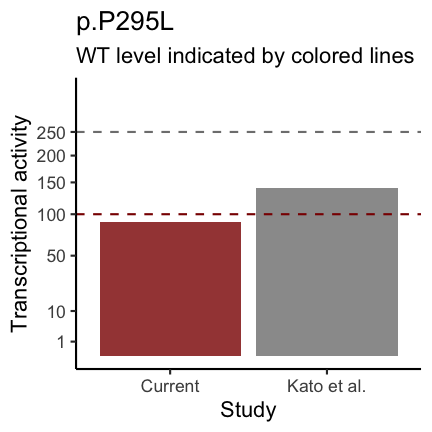 p.P295L
WT level indicated by colored lines
Transcriptional activity
250
200
150
100
50
10
1
Current
Kato et al.
Study